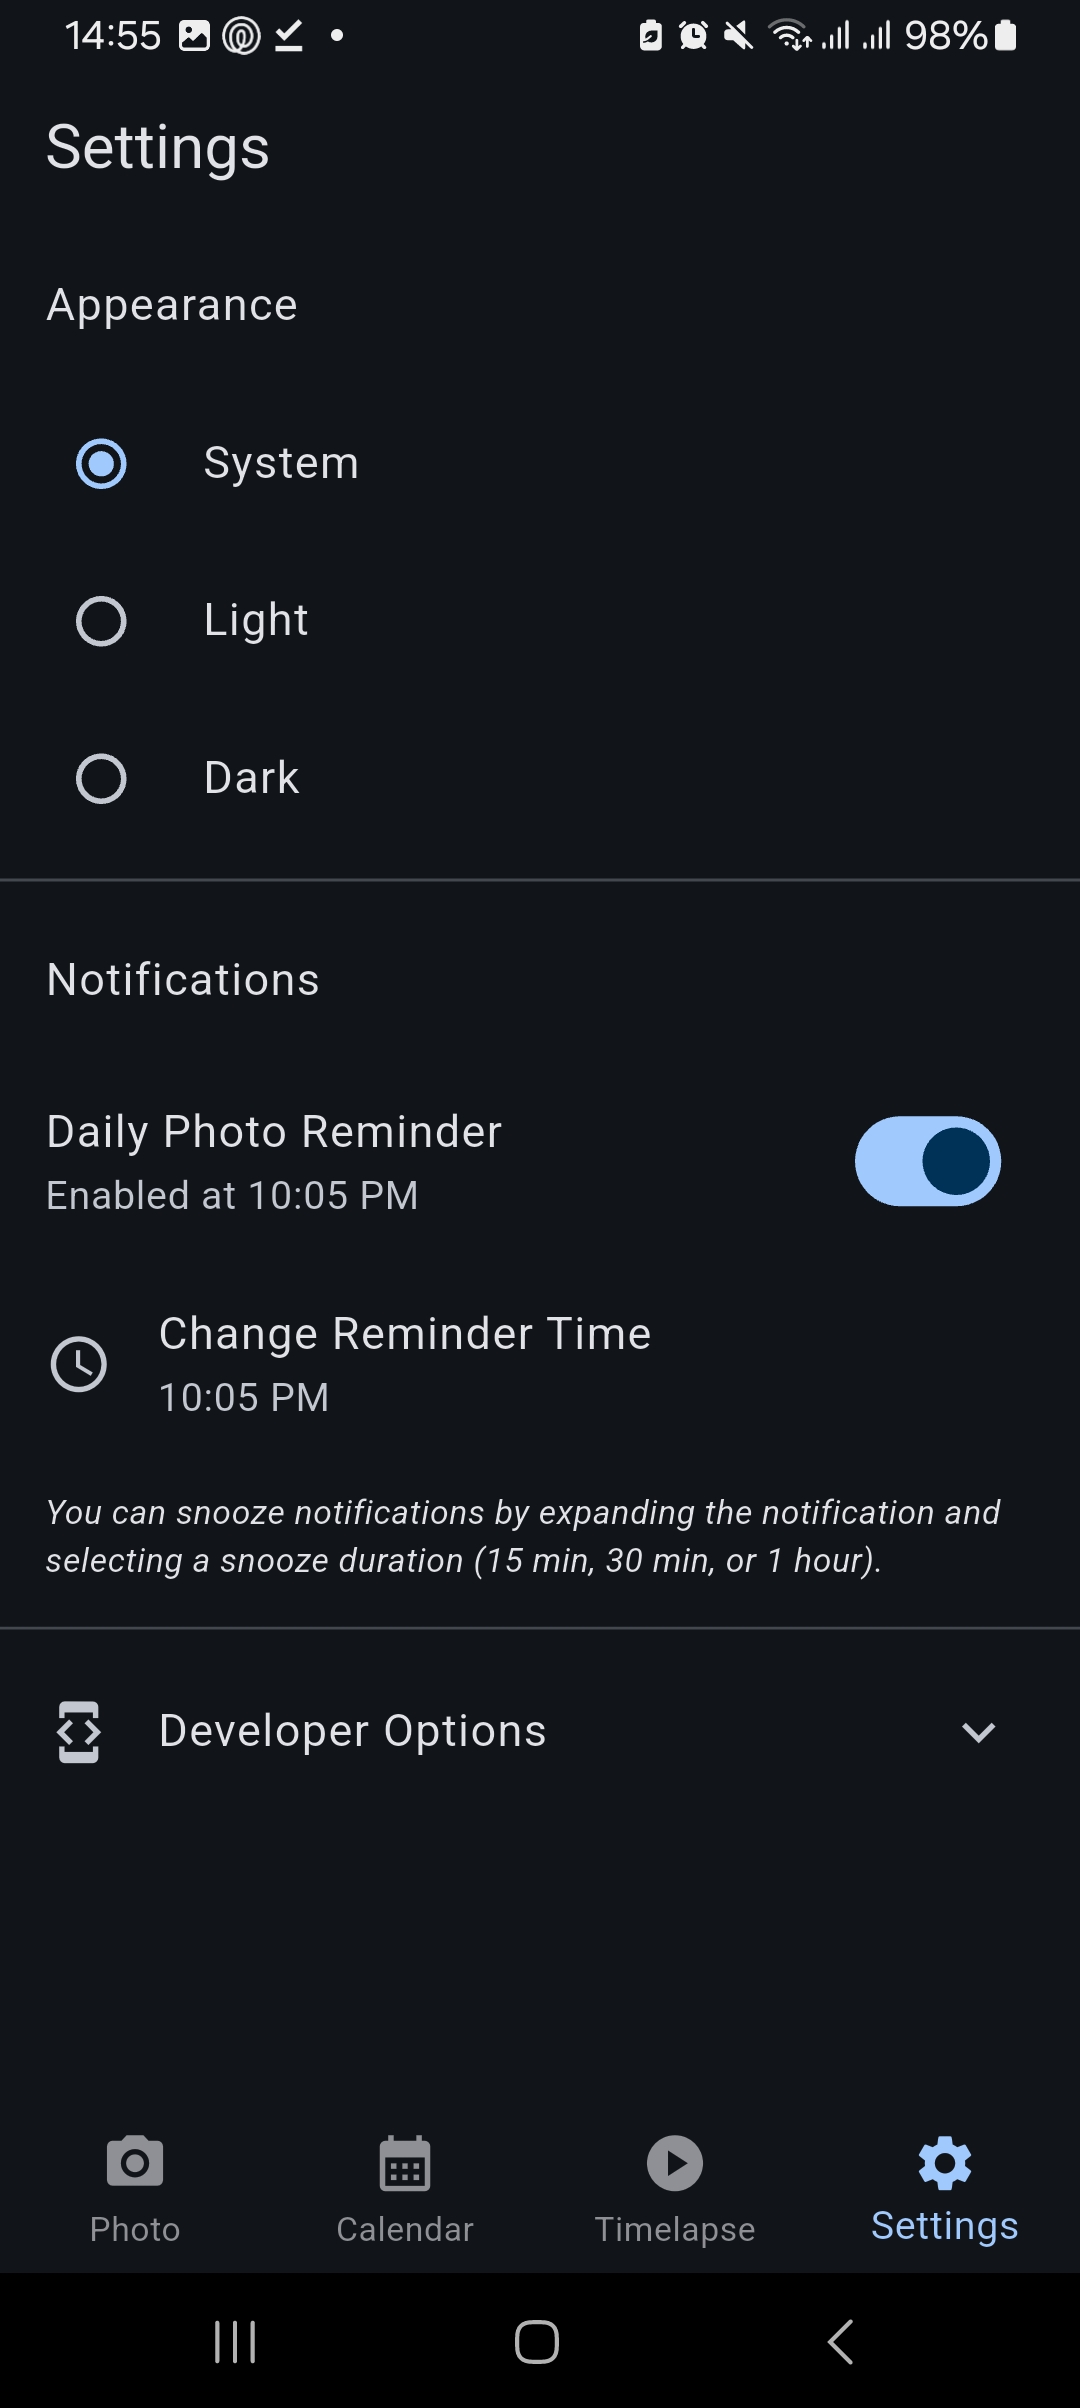 14:55 98%
Settings
Appearance
System
Light
Dark
Notifications
Daily Photo Reminder
Enabled at 10:05 PM
Change Reminder Time
10:05 PM
You can snooze notifications by expanding the notification and
selecting a snooze duration (15 min, 30 min, or 1 hour).
Developer Options
Photo Calendar Timelapse Settings